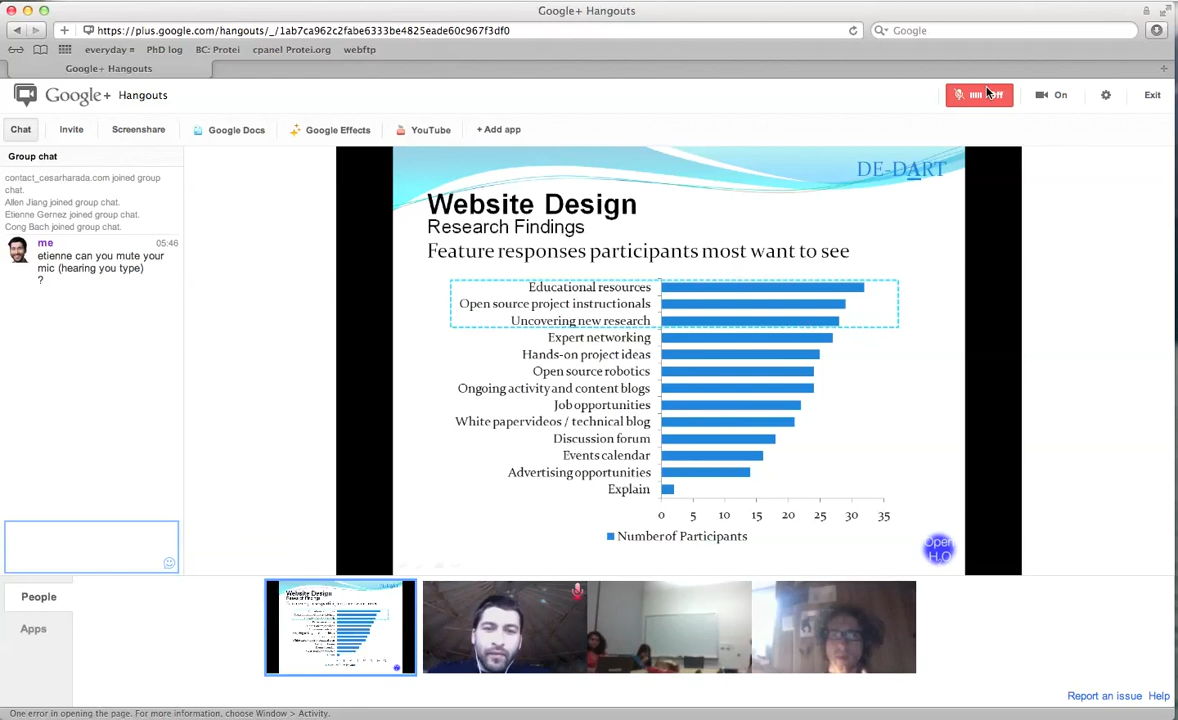 Google+ Hangouts
https://plus.google.com/hangouts/_/1ab7ca962c2fabe6333be4825eade60c967f3df0
Google
everyday
PhD log
BC: Protei
cpanel Protei.org
webftp
Google+ Hangouts
Google+ Hangouts
Off
On
Exit
Chat
Invite
Screenshare
Google Docs
Google Effects
YouTube
+ Add app
Group chat
contact_cesarharada.com joined group
chat.
Allen Jiang joined group chat.
Etienne Gernez joined group chat.
Cong Bach joined group chat.
me 05:46
etienne can you mute your
mic (hearing you type)
?
DE-DART
Website Design
Research Findings
Feature responses participants most want to see
Educational resources
Open source project instructionals
Uncovering new research
Expert networking
Hands-on project ideas
Open source robotics
Ongoing activity and content blogs
Job opportunities
White paper videos / technical blog
Discussion forum
Events calendar
Advertising opportunities
Explain
0 5 10 15 20 25 30 35
Number of Participants
Open
H2O
People
Apps
Website Design
Report an issue Help
One error in opening the page. For more information, choose Window > Activity.